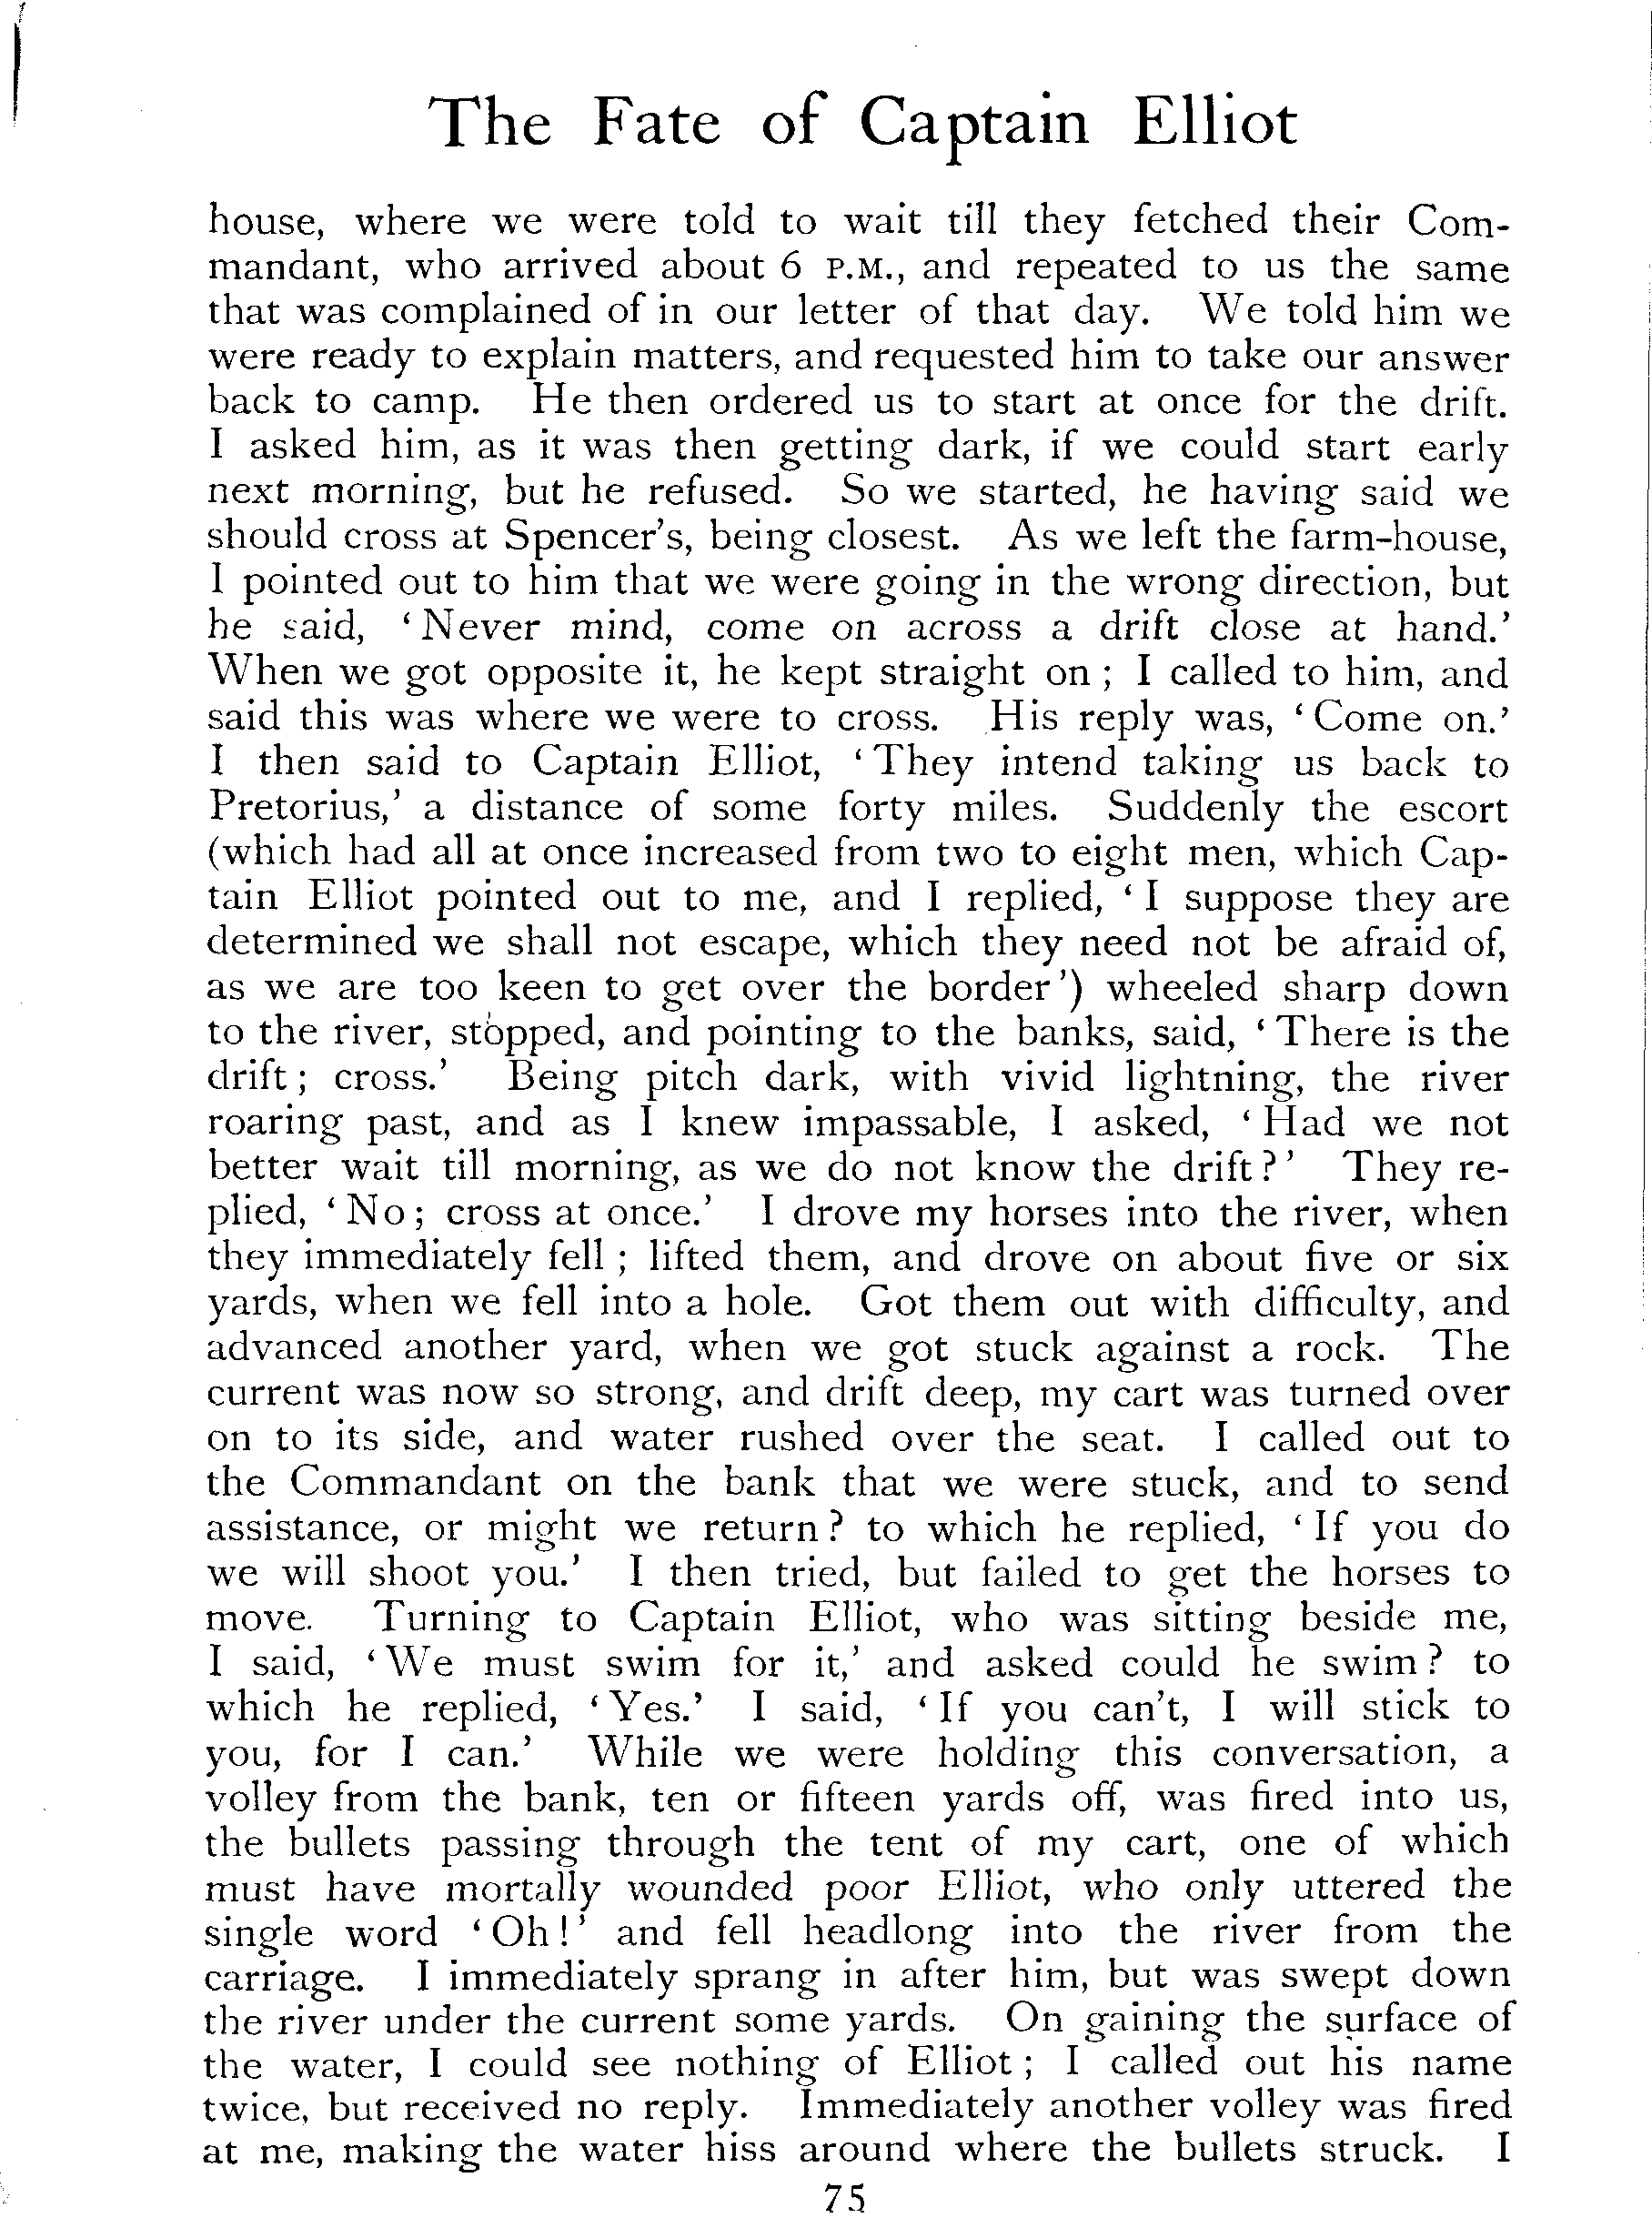 The Fate of Captain Elliot
house, where we were told to wait till they fetched their Com-
mandant, who arrived about 6 P.M., and repeated to us the same
that was complained of in our letter of that day. We told him we
were ready to explain matters, and requested him to take our answer
back to camp. He then ordered us to start at once for the drift.
I asked him, as it was then getting dark, if we could start early
next morning, but he refused. So we started, he having said we
should cross at Spencer's, being closest. As we left the farm-house,
I pointed out to him that we were going in the wrong direction, but
he said, ‘Never mind, come on across a drift close at hand.’
When we got opposite it, he kept straight on; I called to him, and
said this was where we were to cross. His reply was, ‘Come on.’
I then said to Captain Elliot, ‘They intend taking us back to
Pretorius,’ a distance of some forty miles. Suddenly the escort
(which had all at once increased from two to eight men, which Cap-
tain Elliot pointed out to me, and I replied, ‘I suppose they are
determined we shall not escape, which they need not be afraid of,
as we are too keen to get over the border’) wheeled sharp down
to the river, stopped, and pointing to the banks, said, ‘There is the
drift; cross.’ Being pitch dark, with vivid lightning, the river
roaring past, and as I knew impassable, I asked, ‘Had we not
better wait till morning, as we do not know the drift?’ They re-
plied, ‘No; cross at once.’ I drove my horses into the river, when
they immediately fell; lifted them, and drove on about five or six
yards, when we fell into a hole. Got them out with difficulty, and
advanced another yard, when we got stuck against a rock. The
current was now so strong, and drift deep, my cart was turned over
on to its side, and water rushed over the seat. I called out to
the Commandant on the bank that we were stuck, and to send
assistance, or might we return? to which he replied, ‘If you do
we will shoot you.’ I then tried, but failed to get the horses to
move. Turning to Captain Elliot, who was sitting beside me,
I said, ‘We must swim for it,’ and asked could he swim? to
which he replied, ‘Yes.’ I said, ‘If you can't, I will stick to
you, for I can.’ While we were holding this conversation, a
volley from the bank, ten or fifteen yards off, was fired into us,
the bullets passing through the tent of my cart, one of which
must have mortally wounded poor Elliot, who only uttered the
single word ‘Oh!’ and fell headlong into the river from the
carriage. I immediately sprang in after him, but was swept down
the river under the current some yards. On gaining the surface of
the water, I could see nothing of Elliot; I called out his name
twice, but received no reply. Immediately another volley was fired
at me, making the water hiss around where the bullets struck. I
75